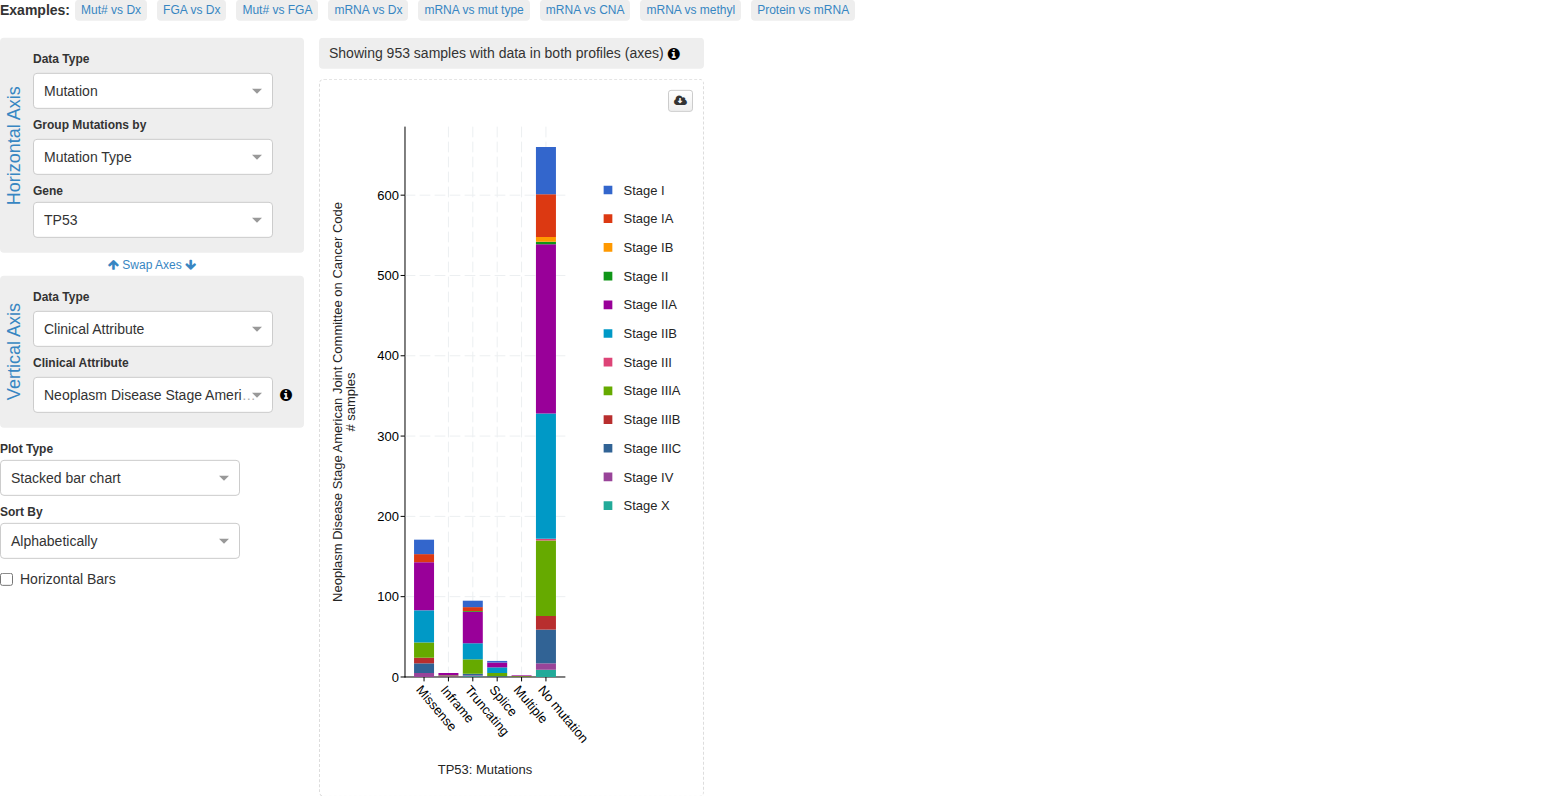 Examples: Mut# vs Dx FGA vs Dx Mut# vs FGA mRNA vs Dx mRNA vs mut type mRNA vs CNA mRNA vs methyl Protein vs mRNA
Horizontal Axis
Data Type
Mutation
Group Mutations by
Mutation Type
Gene
TP53
Swap Axes
Vertical Axis
Data Type
Clinical Attribute
Clinical Attribute
Neoplasm Disease Stage Ameri...
Plot Type
Stacked bar chart
Sort By
Alphabetically
Horizontal Bars
Showing 953 samples with data in both profiles (axes)
Neoplasm Disease Stage American Joint Committee on Cancer Code
# samples
600
500
400
300
200
100
0
Missense
Inframe
Truncating
Splice
Multiple
No mutation
TP53: Mutations
Stage I
Stage IA
Stage IB
Stage II
Stage IIA
Stage IIB
Stage III
Stage IIIA
Stage IIIB
Stage IIIC
Stage IV
Stage X